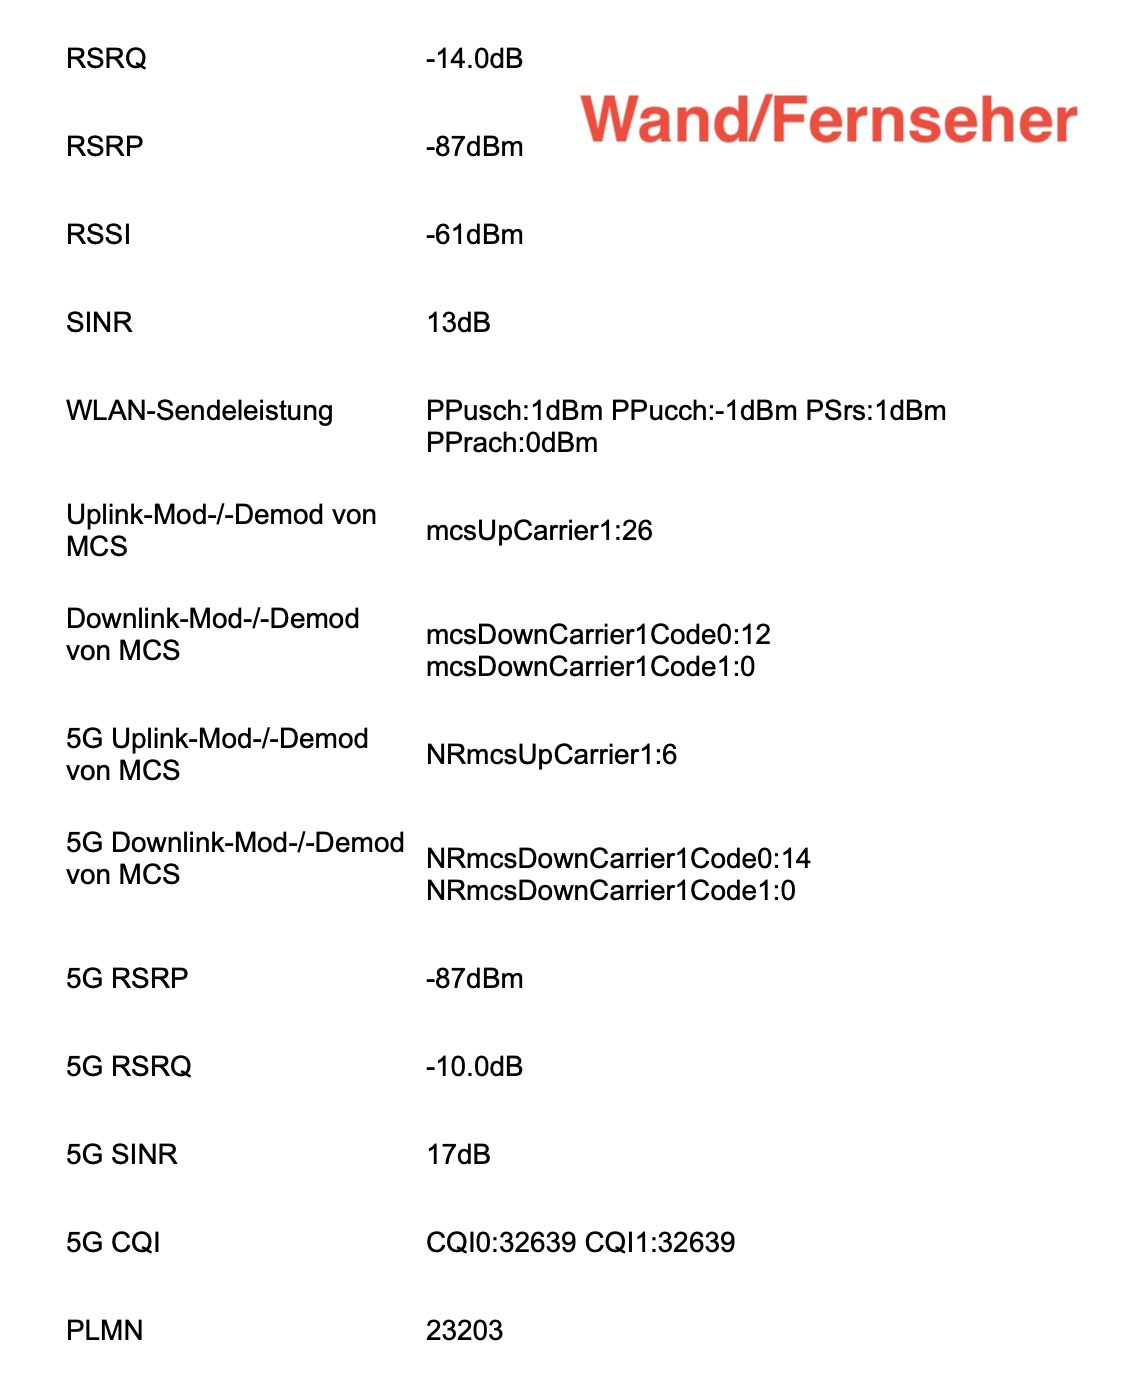 RSRQ -14.0dB
Wand/Fernseher
RSRP -87dBm
RSSI -61dBm
SINR 13dB
WLAN-Sendeleistung PPusch:1dBm PPucch:-1dBm PSrs:1dBm
PPrach:0dBm
Uplink-Mod-/-Demod von
MCS
mcsUpCarrier1:26
Downlink-Mod-/-Demod
von MCS
mcsDownCarrier1Code0:12
mcsDownCarrier1Code1:0
5G Uplink-Mod-/-Demod
von MCS
NRmcsUpCarrier1:6
5G Downlink-Mod-/-Demod
von MCS
NRmcsDownCarrier1Code0:14
NRmcsDownCarrier1Code1:0
5G RSRP -87dBm
5G RSRQ -10.0dB
5G SINR 17dB
5G CQI CQI0:32639 CQI1:32639
PLMN 23203